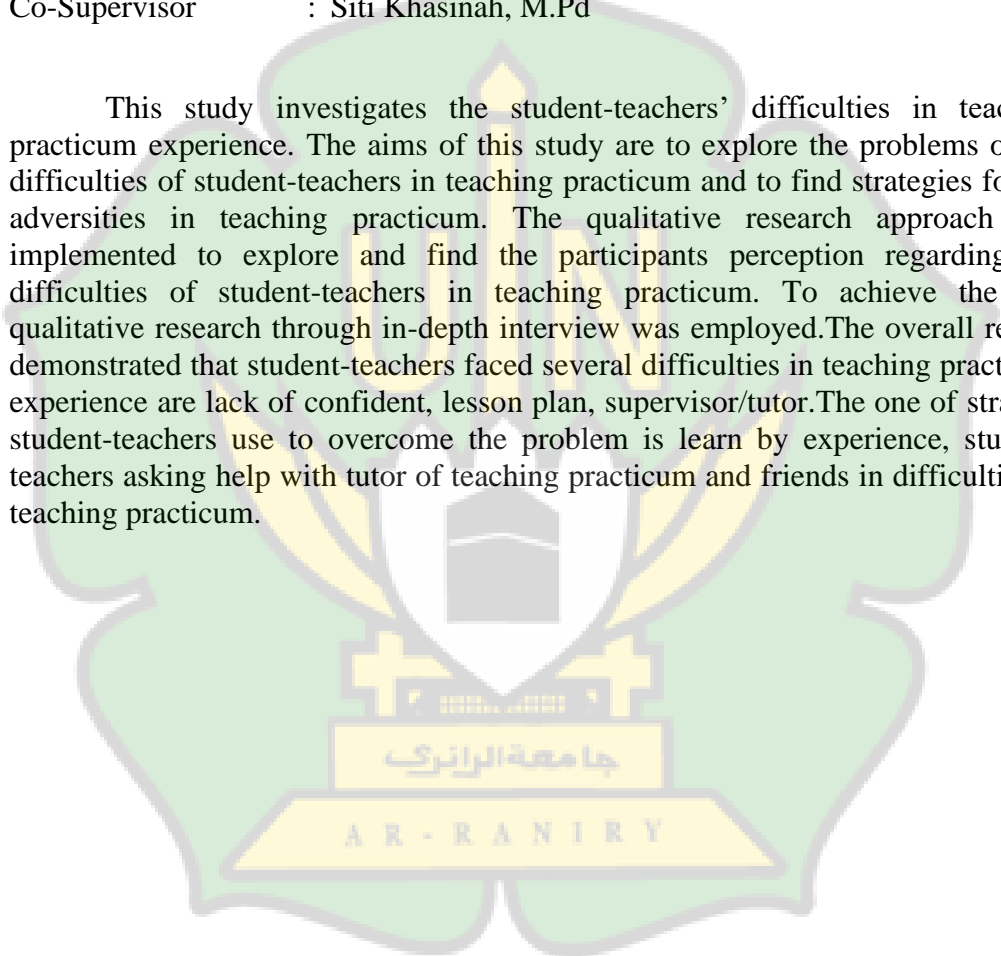 Co-Supervisor : Siti Khasinah, M.Pd
This study investigates the student-teachers’ difficulties in teac
practicum experience. The aims of this study are to explore the problems o
difficulties of student-teachers in teaching practicum and to find strategies fo
adversities in teaching practicum. The qualitative research approach
implemented to explore and find the participants perception regarding
difficulties of student-teachers in teaching practicum. To achieve the
qualitative research through in-depth interview was employed.The overall re
demonstrated that student-teachers faced several difficulties in teaching pract
experience are lack of confident, lesson plan, supervisor/tutor.The one of stra
student-teachers use to overcome the problem is learn by experience, stu
teachers asking help with tutor of teaching practicum and friends in difficulti
teaching practicum.
UIN
جامعة الرانري
AR-RANIRY